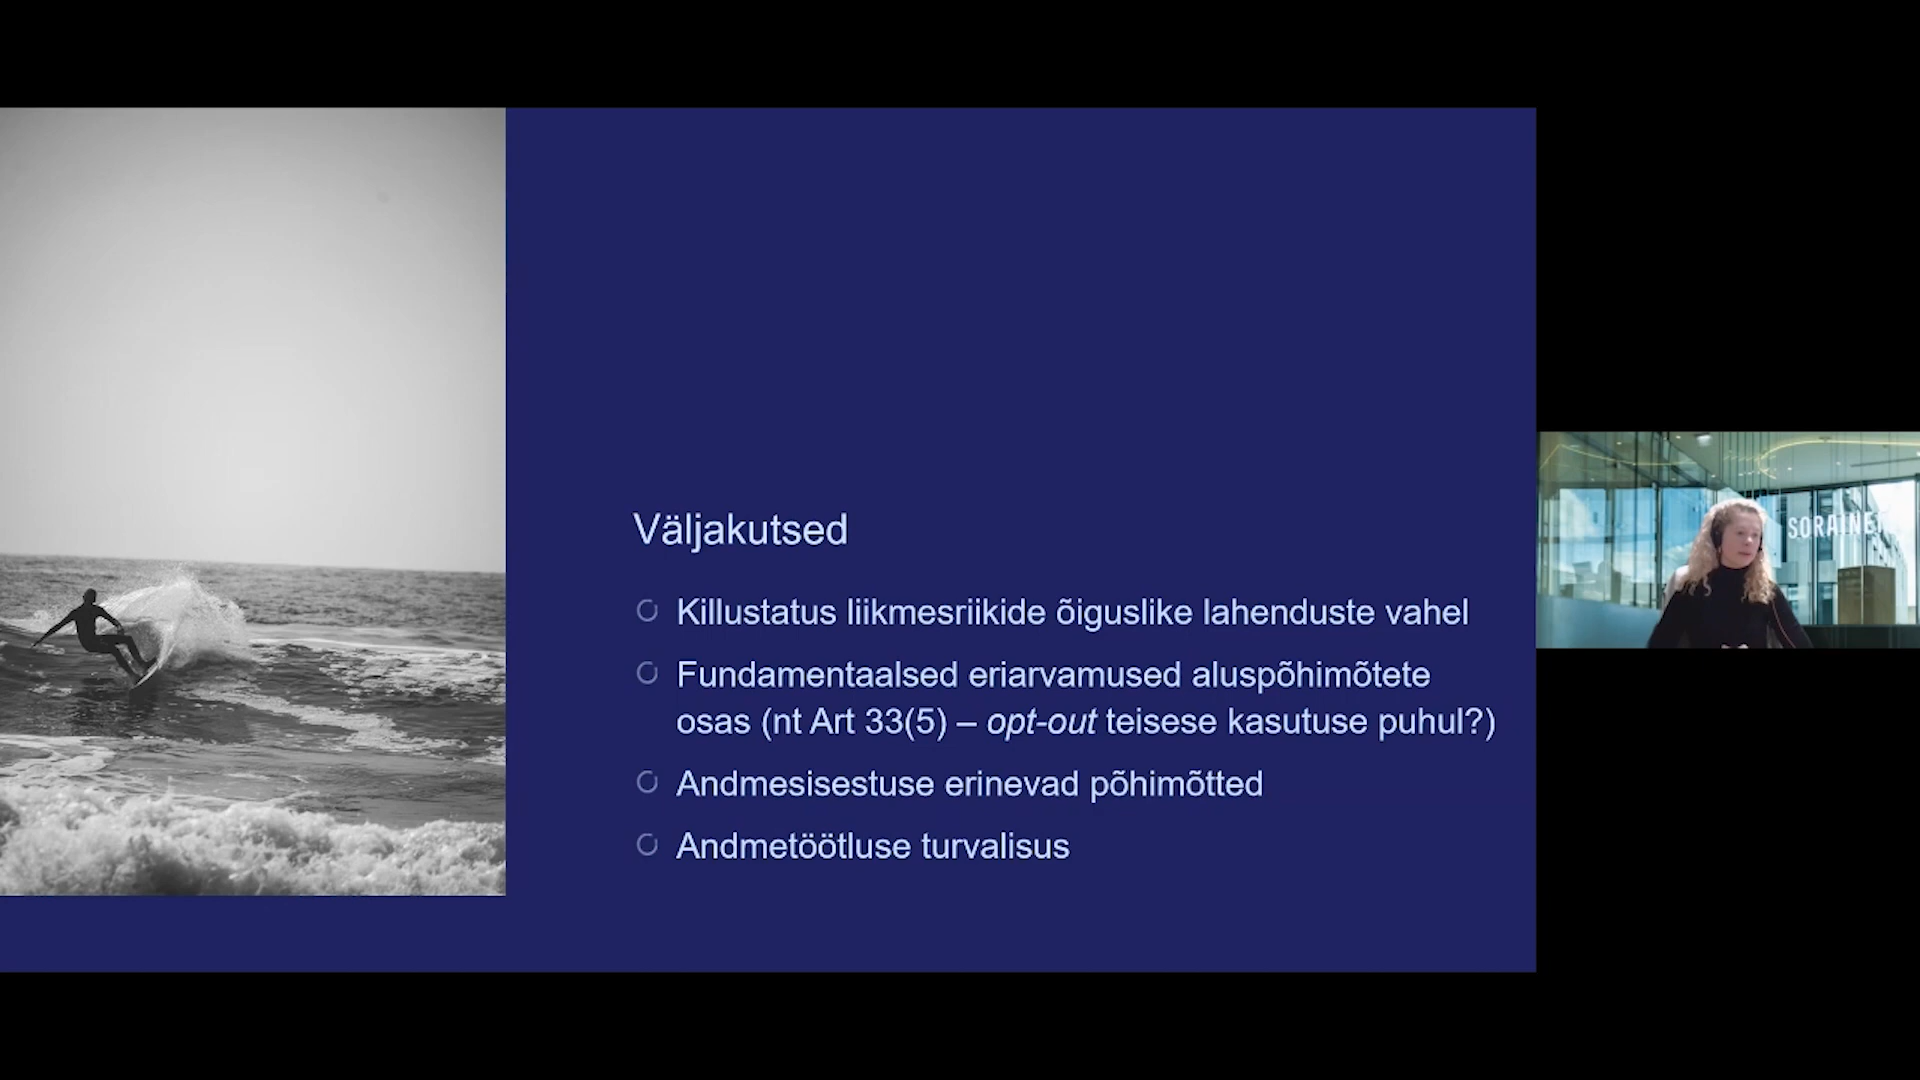 Väljakutsed
Killustatus liikmesriikide õiguslike lahenduste vahel
Fundamentaalsed eriarvamused aluspõhimõtete
osas (nt Art 33(5) – opt-out teisese kasutuse puhul?)
Andmesisestuse erinevad põhimõtted
Andmetöötluse turvalisus
SORAINEN